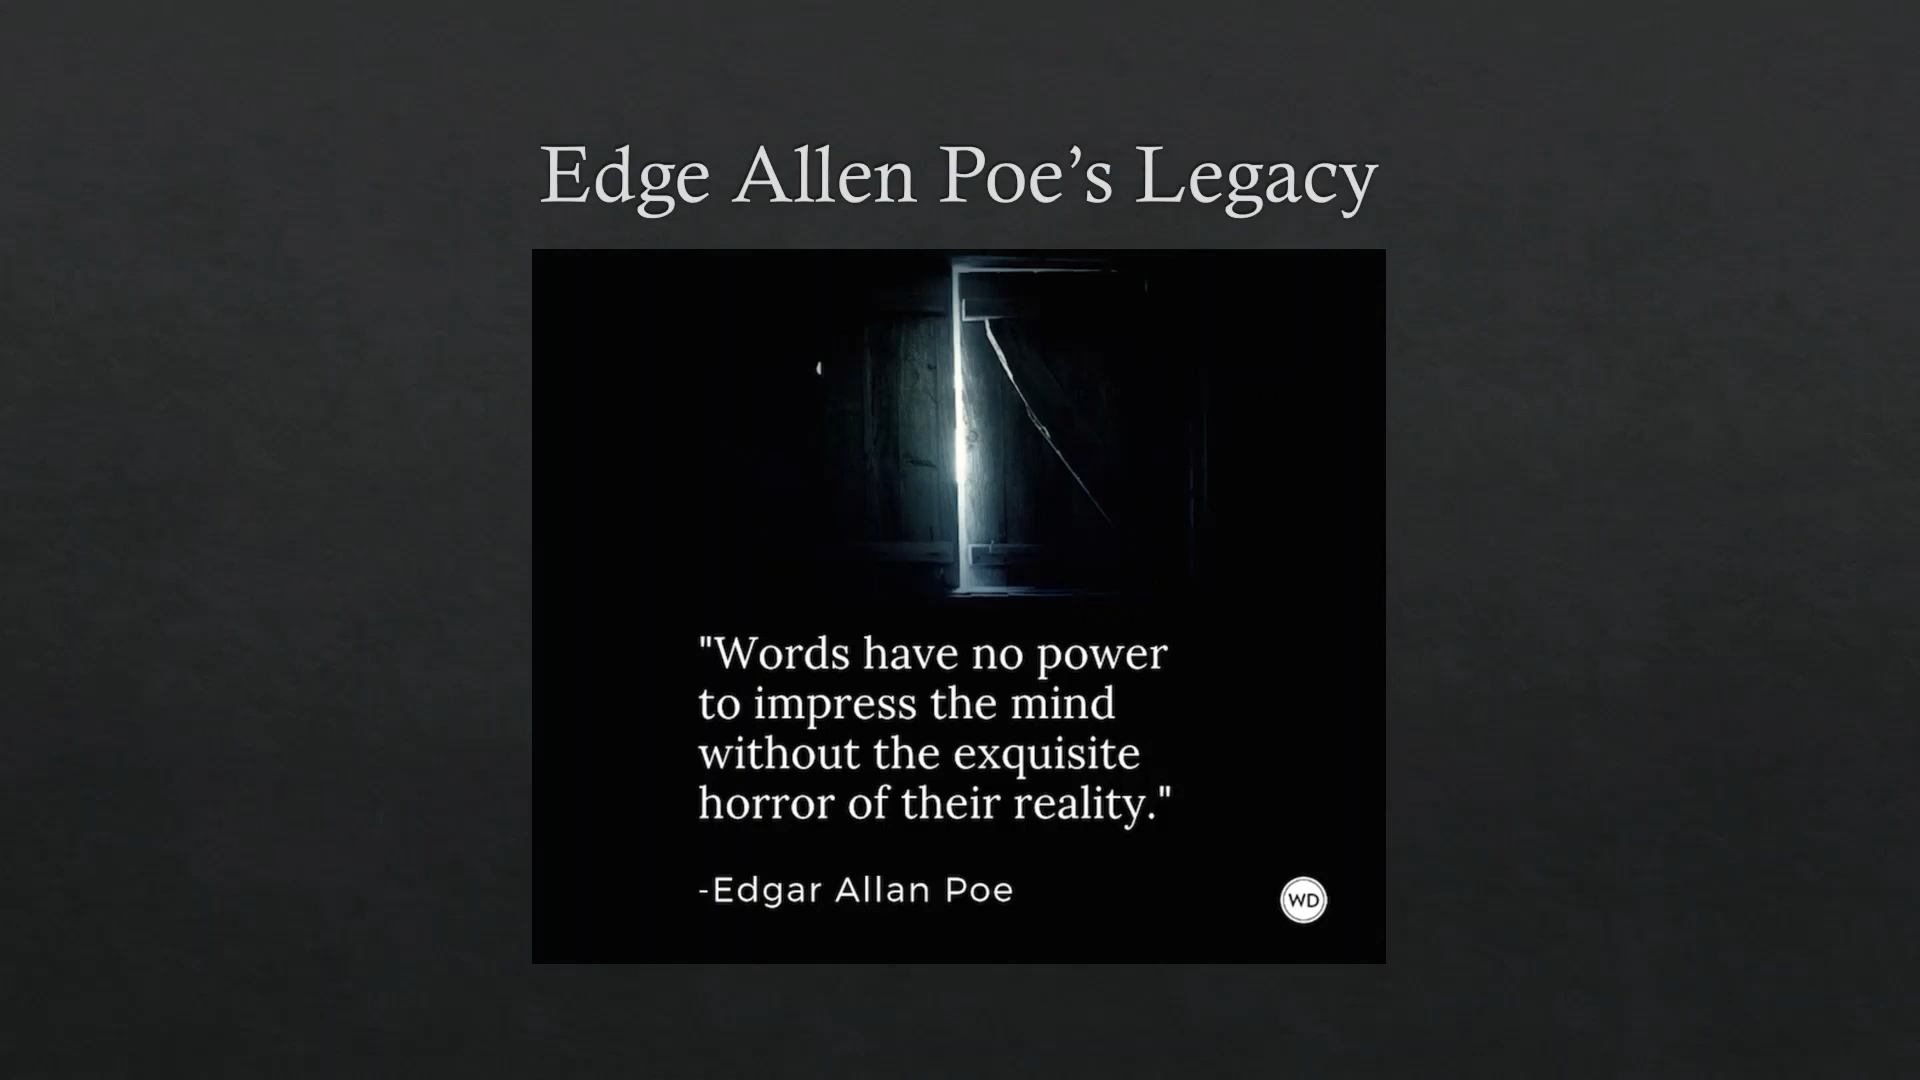 Edge Allen Poe’s Legacy
"Words have no power
to impress the mind
without the exquisite
horror of their reality."
-Edgar Allan Poe
WD